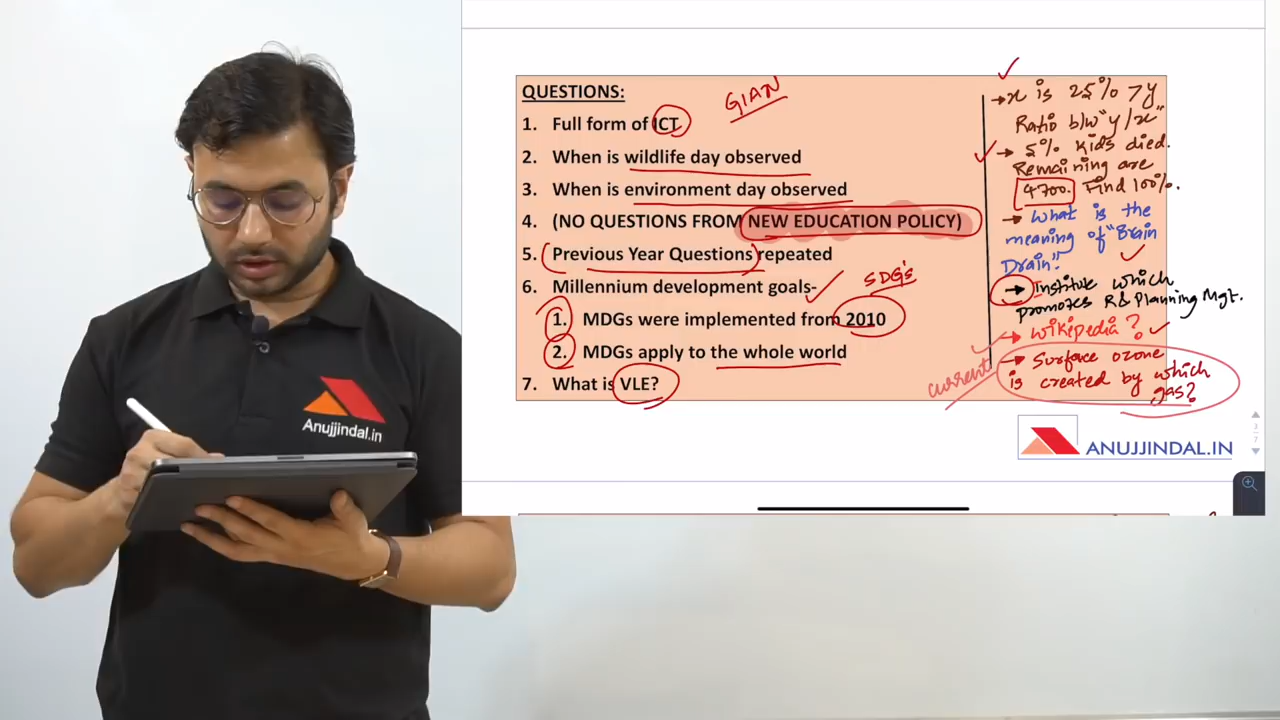 QUESTIONS:
GIAN
1. Full form of ICT
2. When is wildlife day observed
3. When is environment day observed
4. (NO QUESTIONS FROM NEW EDUCATION POLICY)
5. Previous Year Questions repeated
6. Millennium development goals-
SDG's
1. MDGs were implemented from 2010
2. MDGs apply to the whole world
7. What is VLE?
→ x is 25% > y
Ratio b/w "y/x"
→ 5% kids died.
Remaining are
4700. Find 100%.
→ What is the
meaning of "Brain
Drain"
→ Institute which
promotes R & Planning Mgt.
→ Wikipedia?
→ Surface ozone
is created by which
gas?
current
Anujjindal.in
ANUJJINDAL.IN
3
7